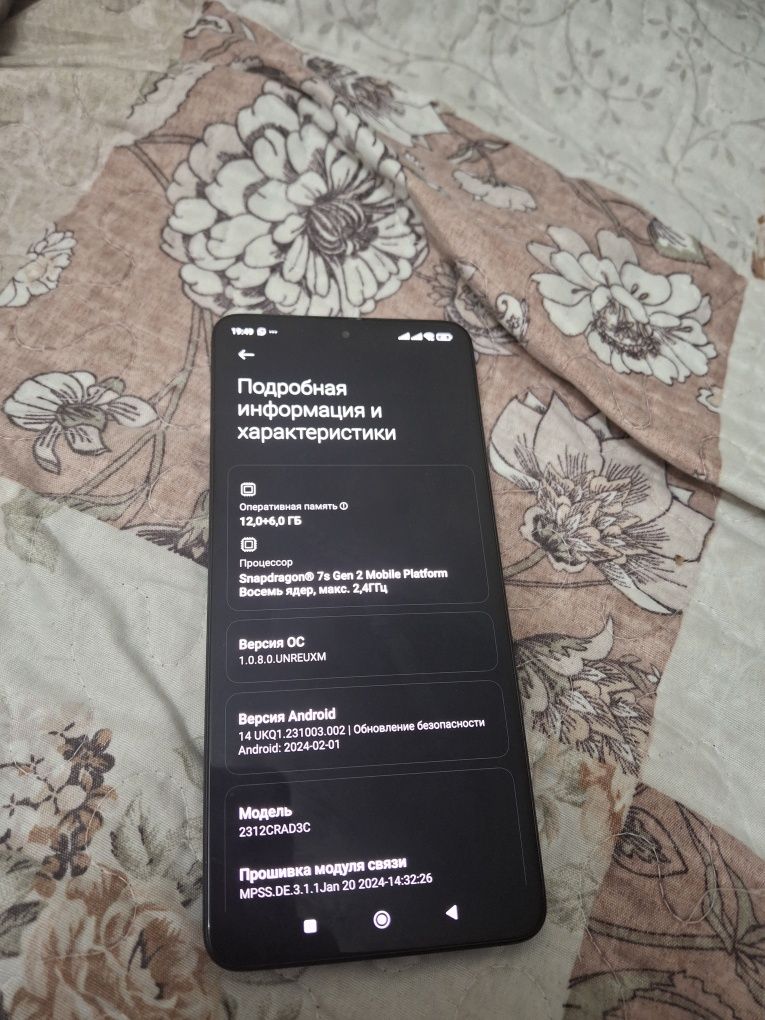 19:49
Подробная
информация и
характеристики
Оперативная память
12,0+6,0 ГБ
Процессор
Snapdragon® 7s Gen 2 Mobile Platform
Восемь ядер, макс. 2,4ГГц
Версия ОС
1.0.8.0.UNREUXM
Версия Android
14 UKQ1.231003.002 | Обновление безопасности
Android: 2024-02-01
Модель
2312CRAD3C
Прошивка модуля связи
MPSS.DE.3.1.1Jan 20 2024-14:32:26